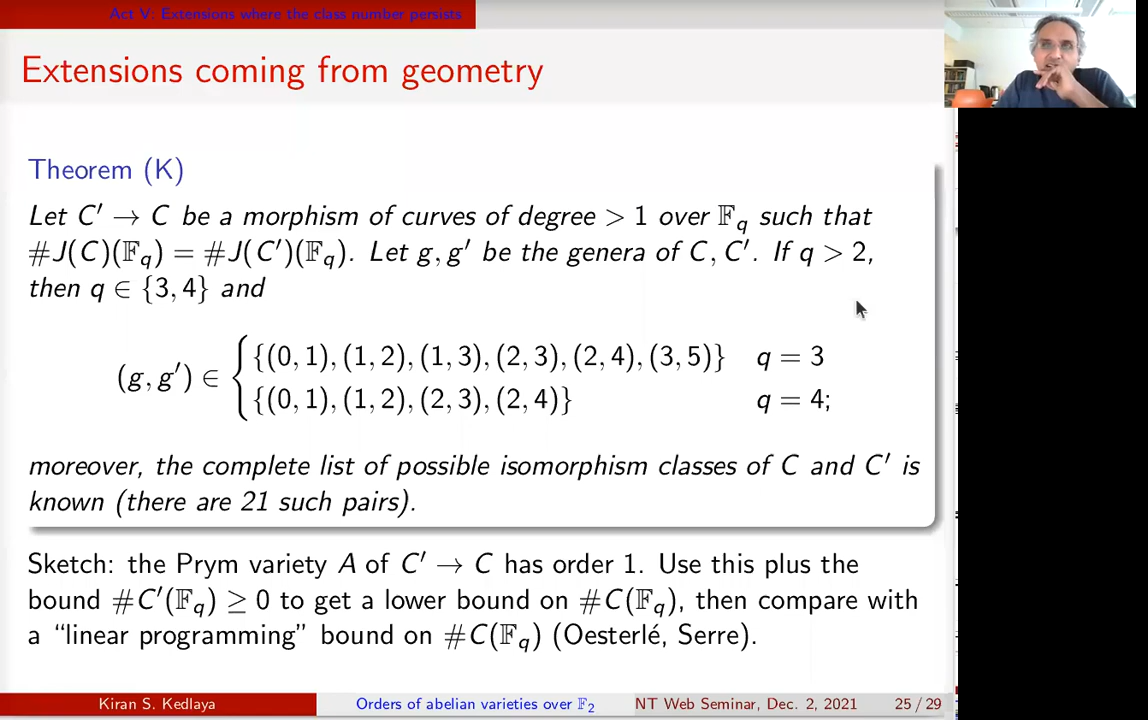 Act V: Extensions where the class number persists
Extensions coming from geometry
Theorem (K)
Let C′ → C be a morphism of curves of degree > 1 over 𝔽_q such that
#J(C)(𝔽_q) = #J(C′)(𝔽_q). Let g, g′ be the genera of C, C′. If q > 2,
then q ∈ {3, 4} and
(g, g′) ∈ { {(0, 1), (1, 2), (1, 3), (2, 3), (2, 4), (3, 5)} q = 3
{(0, 1), (1, 2), (2, 3), (2, 4)} q = 4;
moreover, the complete list of possible isomorphism classes of C and C′ is
known (there are 21 such pairs).
Sketch: the Prym variety A of C′ → C has order 1. Use this plus the
bound #C′(𝔽_q) ≥ 0 to get a lower bound on #C(𝔽_q), then compare with
a “linear programming” bound on #C(𝔽_q) (Oesterlé, Serre).
Kiran S. Kedlaya Orders of abelian varieties over 𝔽₂ NT Web Seminar, Dec. 2, 2021 25 / 29